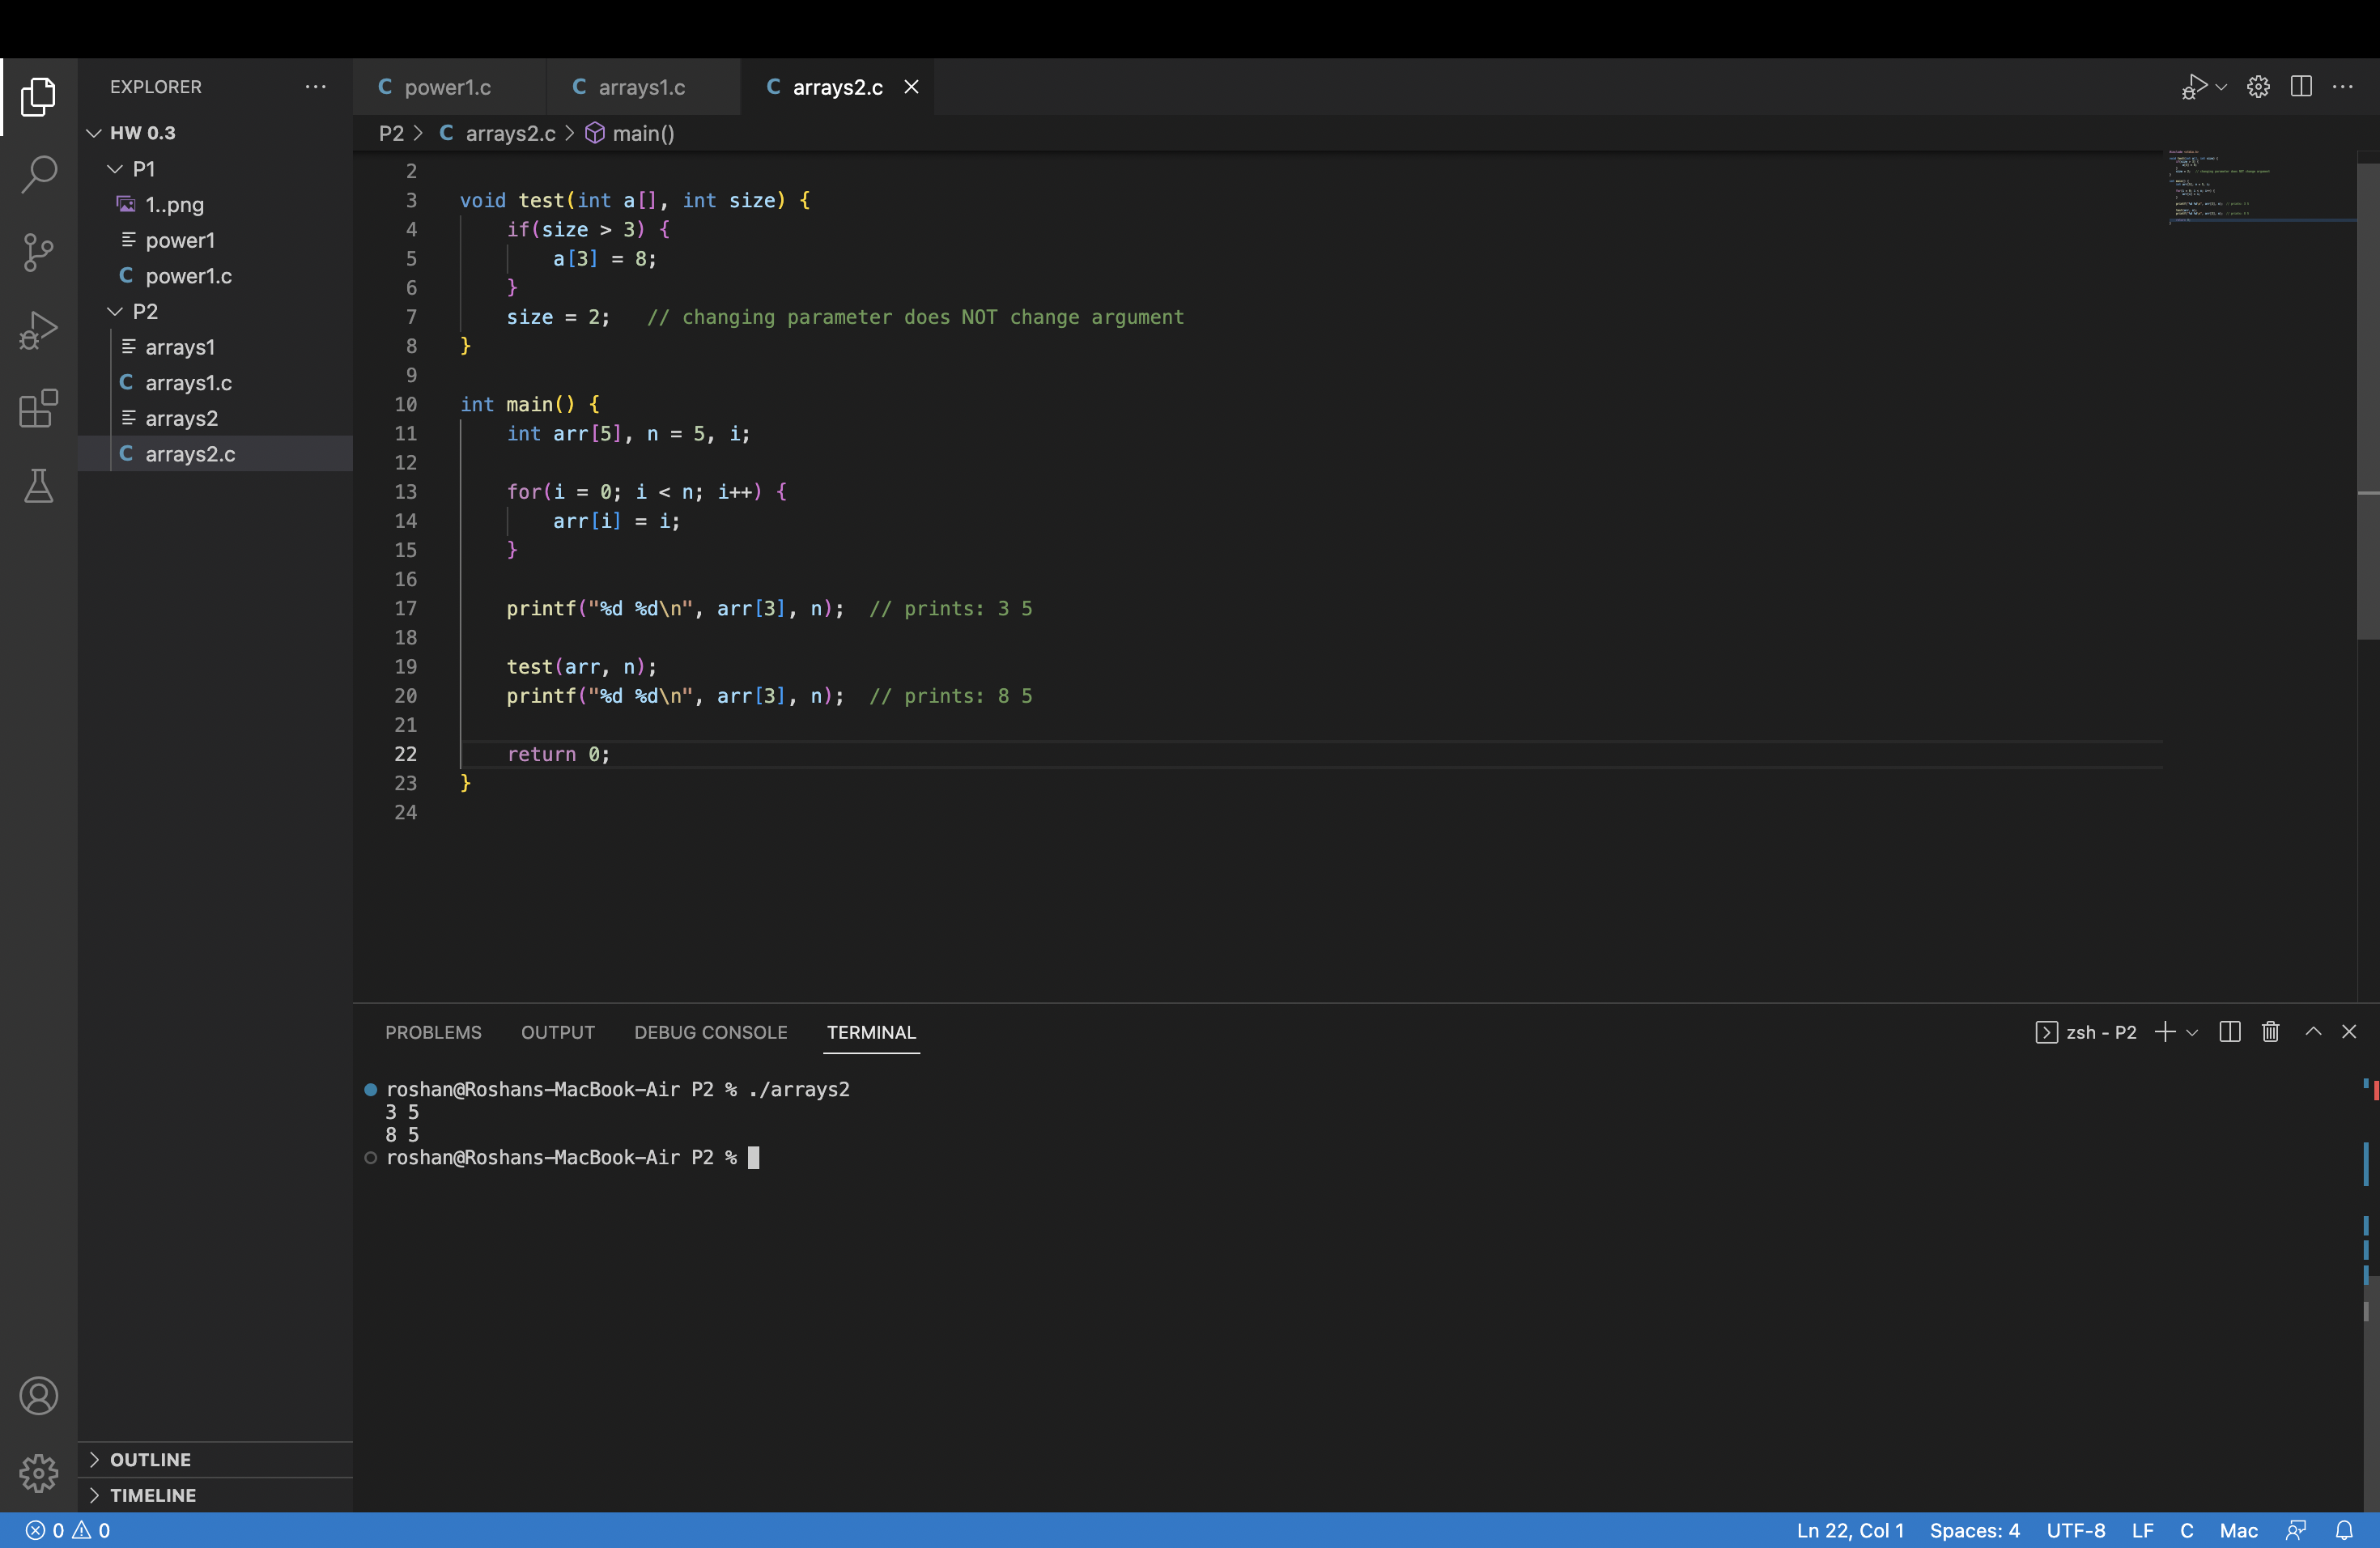 EXPLORER
HW 0.3
P1
1..png
power1
C power1.c
P2
arrays1
C arrays1.c
arrays2
C arrays2.c
OUTLINE
TIMELINE
C power1.c C arrays1.c C arrays2.c
P2 > C arrays2.c > main()
2
3 void test(int a[], int size) {
4     if(size > 3) {
5         a[3] = 8;
6     }
7     size = 2;   // changing parameter does NOT change argument
8 }
9
10 int main() {
11     int arr[5], n = 5, i;
12
13     for(i = 0; i < n; i++) {
14         arr[i] = i;
15     }
16
17     printf("%d %d\n", arr[3], n);  // prints: 3 5
18
19     test(arr, n);
20     printf("%d %d\n", arr[3], n);  // prints: 8 5
21
22     return 0;
23 }
24
PROBLEMS OUTPUT DEBUG CONSOLE TERMINAL
zsh - P2
roshan@Roshans-MacBook-Air P2 % ./arrays2
3 5
8 5
roshan@Roshans-MacBook-Air P2 %
0 0 Ln 22, Col 1 Spaces: 4 UTF-8 LF C Mac